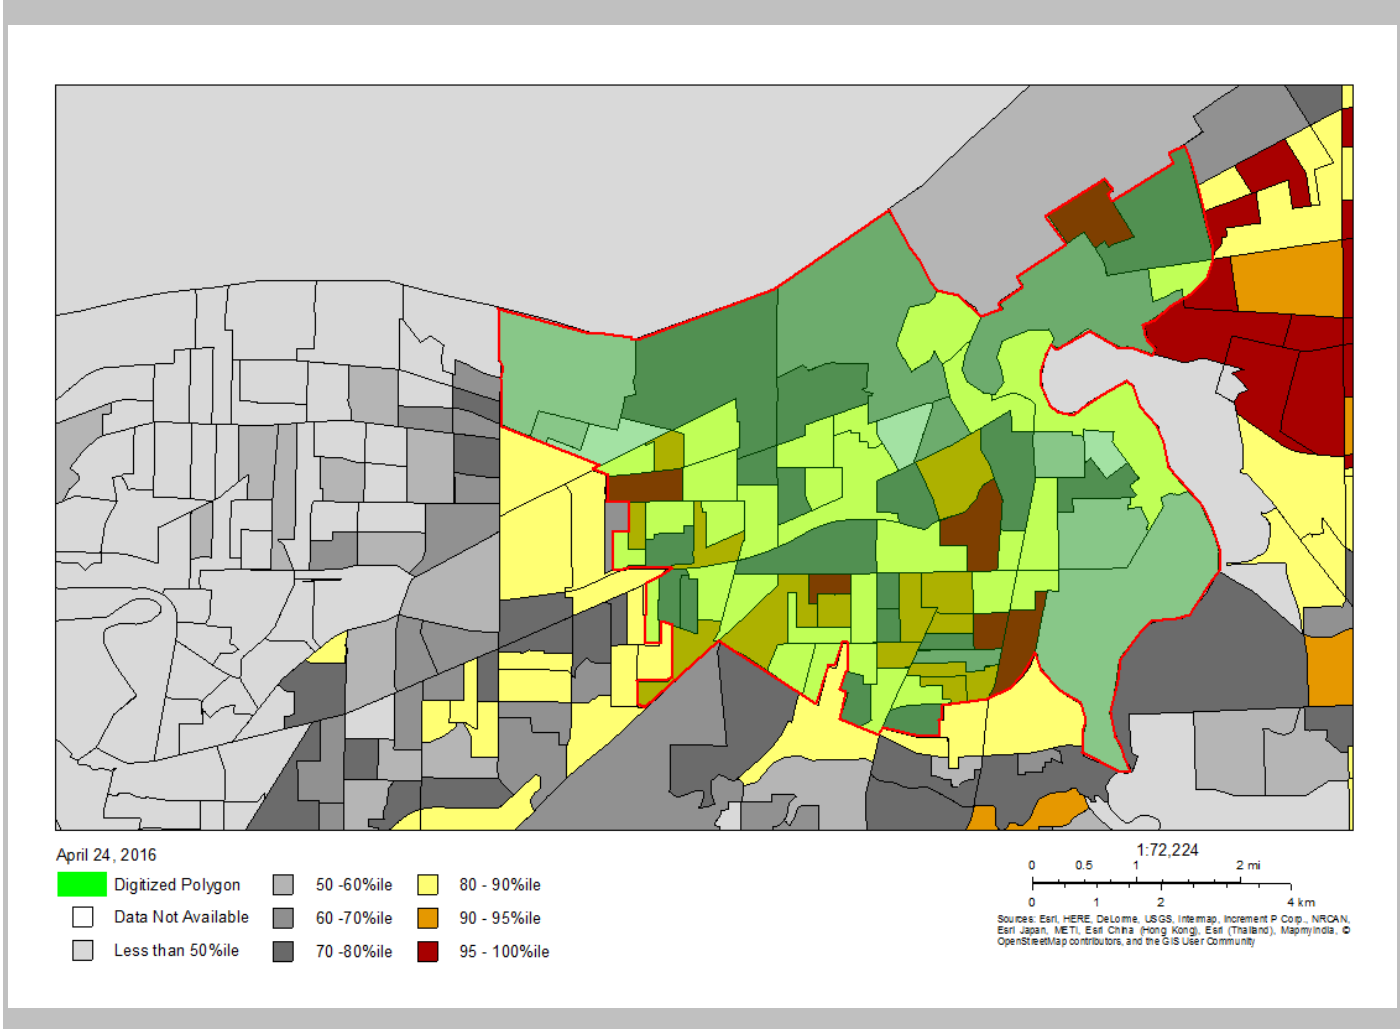 April 24, 2016
Digitized Polygon
Data Not Available
Less than 50%ile
50 -60%ile
60 -70%ile
70 -80%ile
80 - 90%ile
90 - 95%ile
95 - 100%ile
1:72,224
0 0.5 1 2 mi
0 1 2 4 km
Sources: Esri, HERE, DeLorme, USGS, Intermap, Increment P Corp., NRCAN,
Esri Japan, METI, Esri China (Hong Kong), Esri (Thailand), MapmyIndia, ©
OpenStreetMap contributors, and the GIS User Community